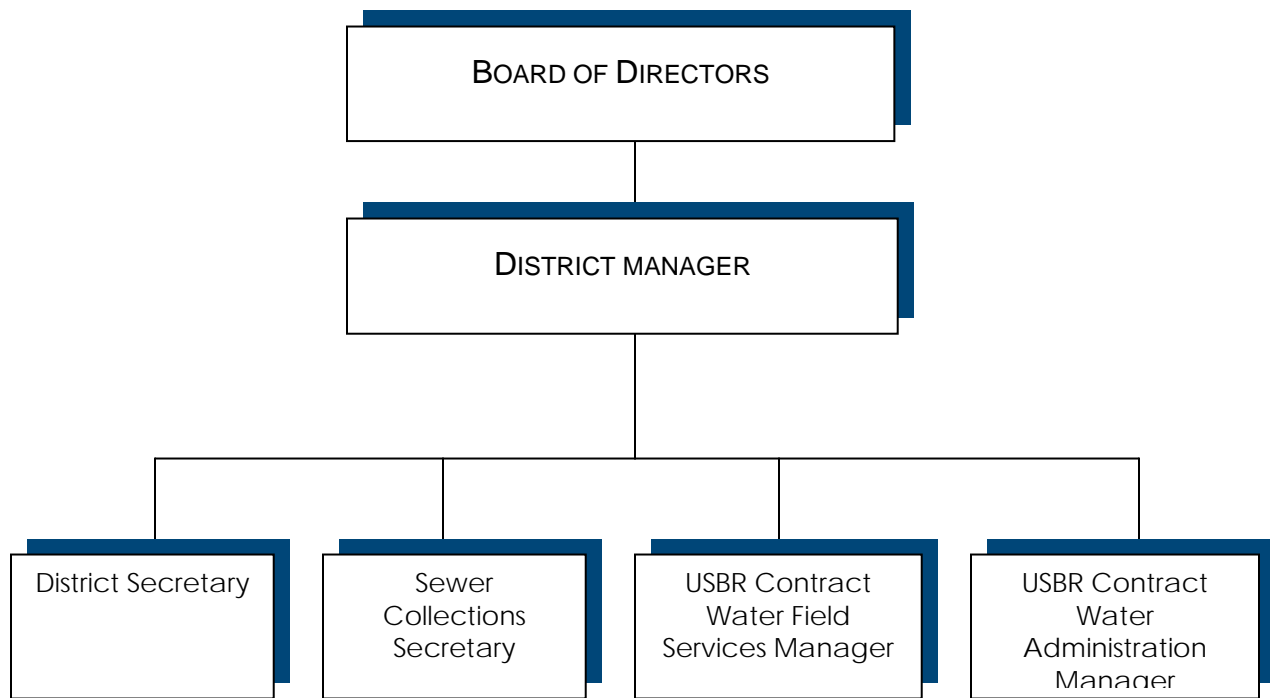 BOARD OF DIRECTORS
DISTRICT MANAGER
District Secretary
Sewer
Collections
Secretary
USBR Contract
Water Field
Services Manager
USBR Contract
Water
Administration
Manager